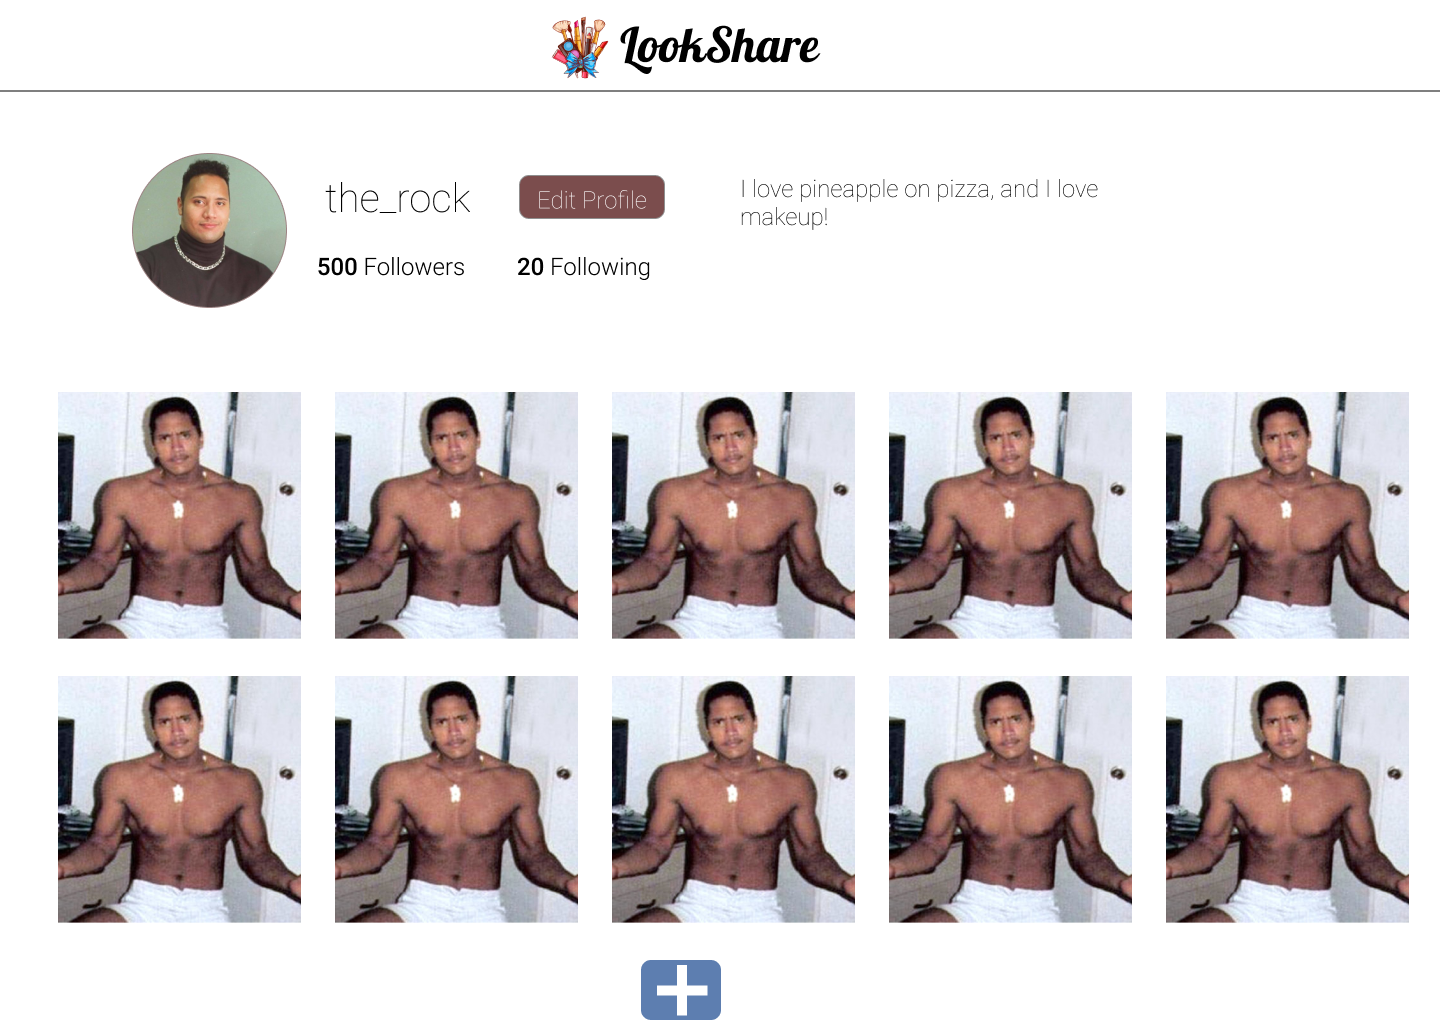 LookShare
the_rock
Edit Profile
I love pineapple on pizza, and I love
makeup!
500 Followers
20 Following